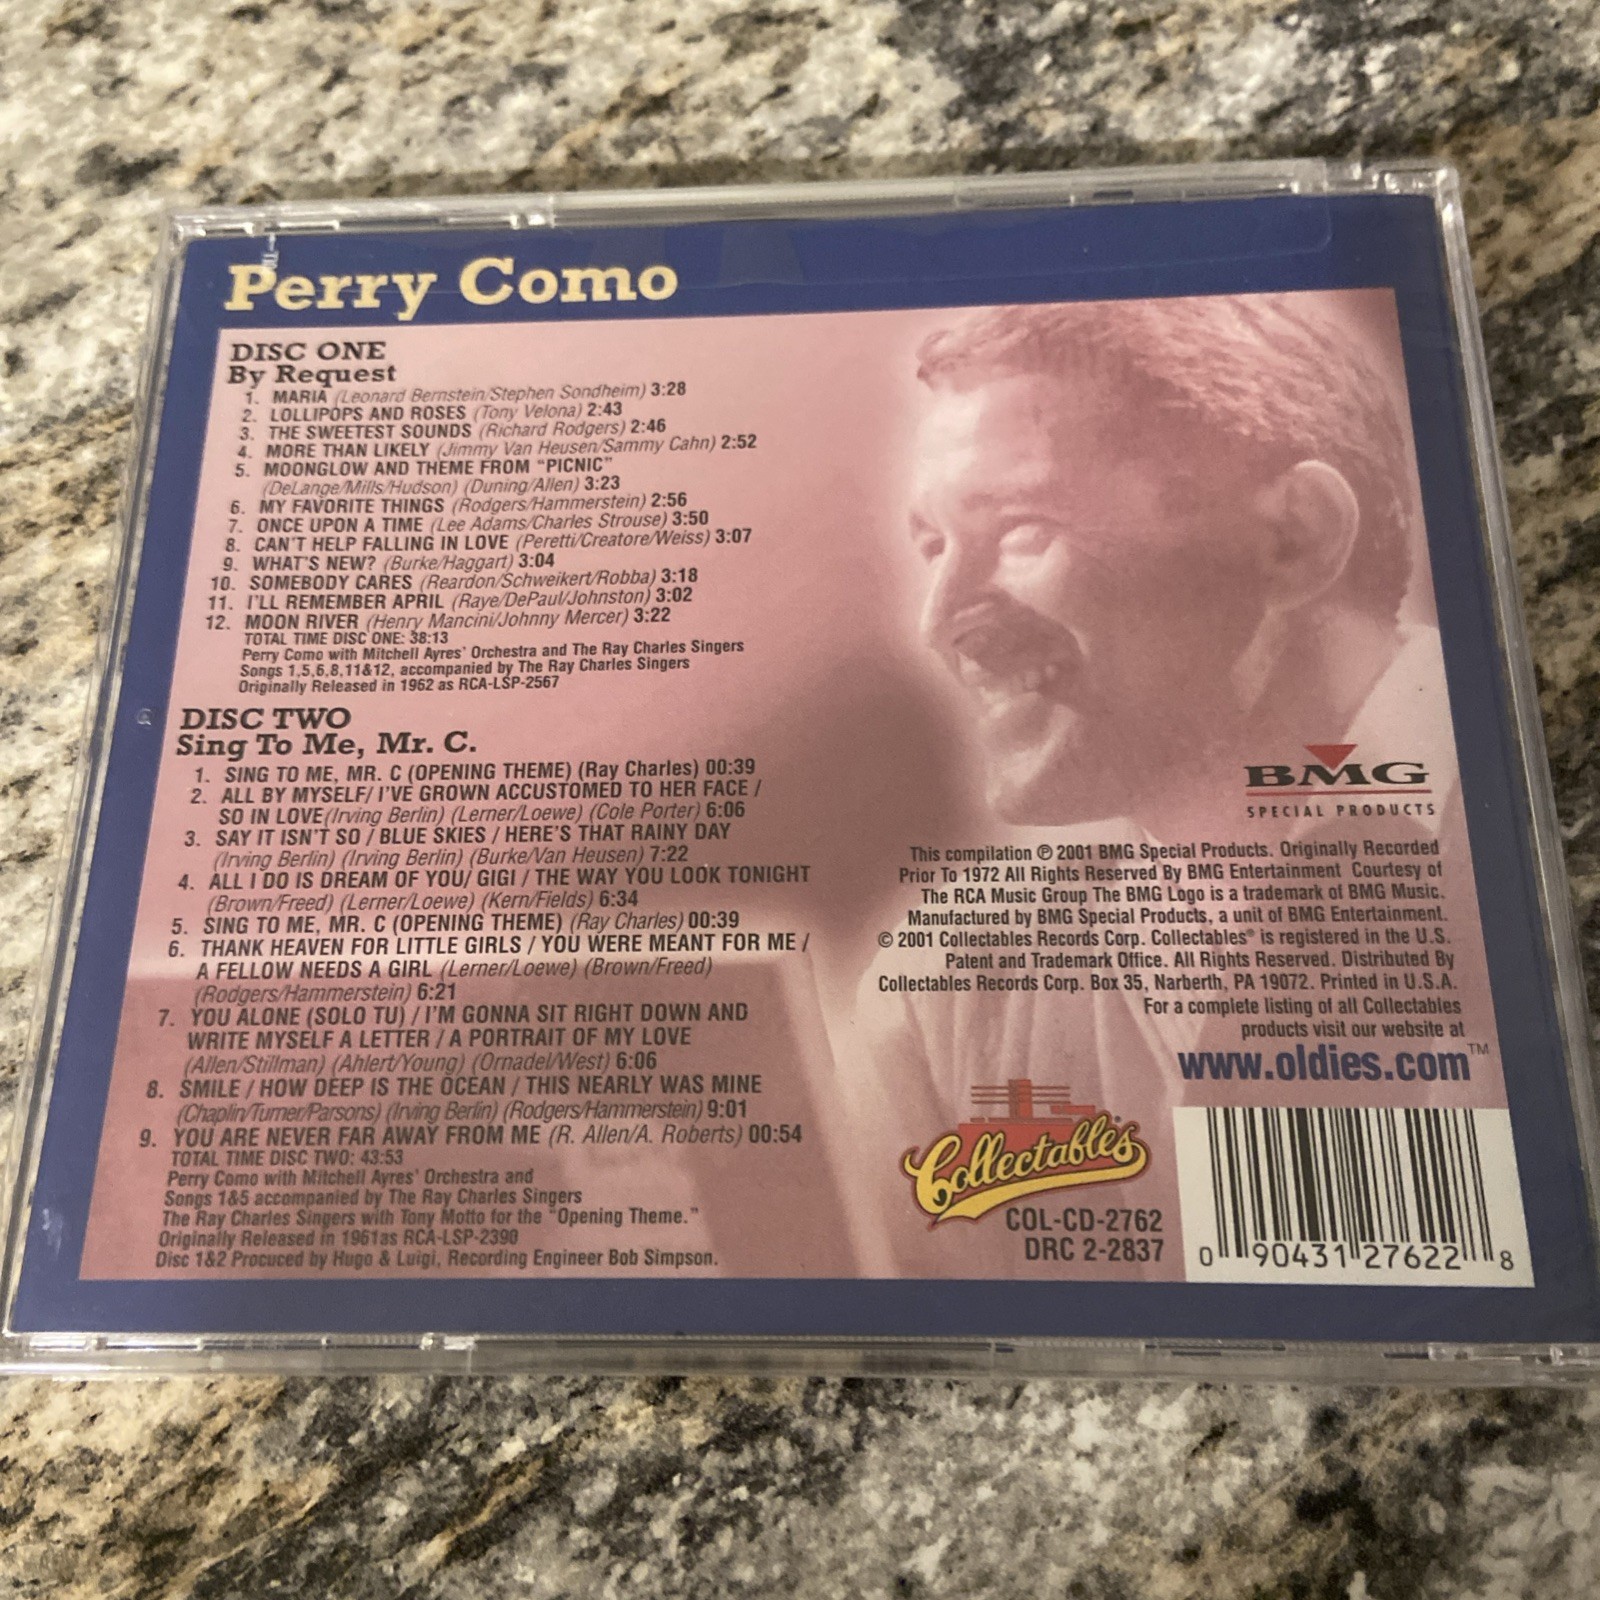 Perry Como
DISC ONE
By Request
1. MARIA (Leonard Bernstein/Stephen Sondheim) 3:28
2. LOLLIPOPS AND ROSES (Tony Velona) 2:43
3. THE SWEETEST SOUNDS (Richard Rodgers) 2:46
4. MORE THAN LIKELY (Jimmy Van Heusen/Sammy Cahn) 2:52
5. MOONGLOW AND THEME FROM "PICNIC"
(DeLange/Mills/Hudson) (Duning/Allen) 3:23
6. MY FAVORITE THINGS (Rodgers/Hammerstein) 2:56
7. ONCE UPON A TIME (Lee Adams/Charles Strouse) 3:50
8. CAN'T HELP FALLING IN LOVE (Peretti/Creatore/Weiss) 3:07
9. WHAT'S NEW? (Burke/Haggart) 3:04
10. SOMEBODY CARES (Reardon/Schweikert/Robba) 3:18
11. I'LL REMEMBER APRIL (Raye/DePaul/Johnston) 3:02
12. MOON RIVER (Henry Mancini/Johnny Mercer) 3:22
TOTAL TIME DISC ONE: 38:13
Perry Como with Mitchell Ayres' Orchestra and The Ray Charles Singers
Songs 1,5,6,8,11&12, accompanied by The Ray Charles Singers
Originally Released in 1962 as RCA-LSP-2567
DISC TWO
Sing To Me, Mr. C.
1. SING TO ME, MR. C (OPENING THEME) (Ray Charles) 00:39
2. ALL BY MYSELF/ I'VE GROWN ACCUSTOMED TO HER FACE /
SO IN LOVE(Irving Berlin) (Lerner/Loewe) (Cole Porter) 6:06
3. SAY IT ISN'T SO / BLUE SKIES / HERE'S THAT RAINY DAY
(Irving Berlin) (Irving Berlin) (Burke/Van Heusen) 7:22
4. ALL I DO IS DREAM OF YOU/ GIGI / THE WAY YOU LOOK TONIGHT
(Brown/Freed) (Lerner/Loewe) (Kern/Fields) 6:34
5. SING TO ME, MR. C (OPENING THEME) (Ray Charles) 00:39
6. THANK HEAVEN FOR LITTLE GIRLS / YOU WERE MEANT FOR ME /
A FELLOW NEEDS A GIRL (Lerner/Loewe) (Brown/Freed)
(Rodgers/Hammerstein) 6:21
7. YOU ALONE (SOLO TU) / I'M GONNA SIT RIGHT DOWN AND
WRITE MYSELF A LETTER / A PORTRAIT OF MY LOVE
(Allen/Stillman) (Ahlert/Young) (Ornadel/West) 6:06
8. SMILE / HOW DEEP IS THE OCEAN / THIS NEARLY WAS MINE
(Chaplin/Turner/Parsons) (Irving Berlin) (Rodgers/Hammerstein) 9:01
9. YOU ARE NEVER FAR AWAY FROM ME (R. Allen/A. Roberts) 00:54
TOTAL TIME DISC TWO: 43:53
Perry Como with Mitchell Ayres' Orchestra and
Songs 1&5 accompanied by The Ray Charles Singers
The Ray Charles Singers with Tony Motto for the "Opening Theme."
Originally Released in 1961as RCA-LSP-2390
Disc 1&2 Procuced by Hugo & Luigi, Recording Engineer Bob Simpson.
BMG
SPECIAL PRODUCTS
This compilation ℗ 2001 BMG Special Products. Originally Recorded
Prior To 1972 All Rights Reserved By BMG Entertainment Courtesy of
The RCA Music Group The BMG Logo is a trademark of BMG Music.
Manufactured by BMG Special Products, a unit of BMG Entertainment.
© 2001 Collectables Records Corp. Collectables® is registered in the U.S.
Patent and Trademark Office. All Rights Reserved. Distributed By
Collectables Records Corp. Box 35, Narberth, PA 19072. Printed in U.S.A.
For a complete listing of all Collectables
products visit our website at
www.oldies.com™
Collectables
COL-CD-2762
DRC 2-2837
0 90431 27622 8